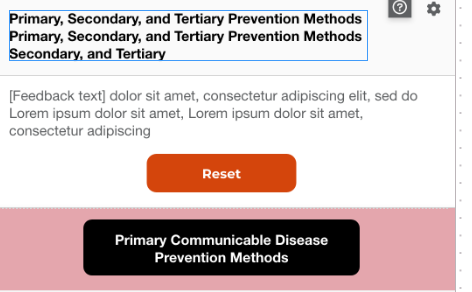 Primary, Secondary, and Tertiary Prevention Methods
Primary, Secondary, and Tertiary Prevention Methods
Secondary, and Tertiary
?
[Feedback text] dolor sit amet, consectetur adipiscing elit, sed do
Lorem ipsum dolor sit amet, Lorem ipsum dolor sit amet,
consectetur adipiscing
Reset
Primary Communicable Disease
Prevention Methods